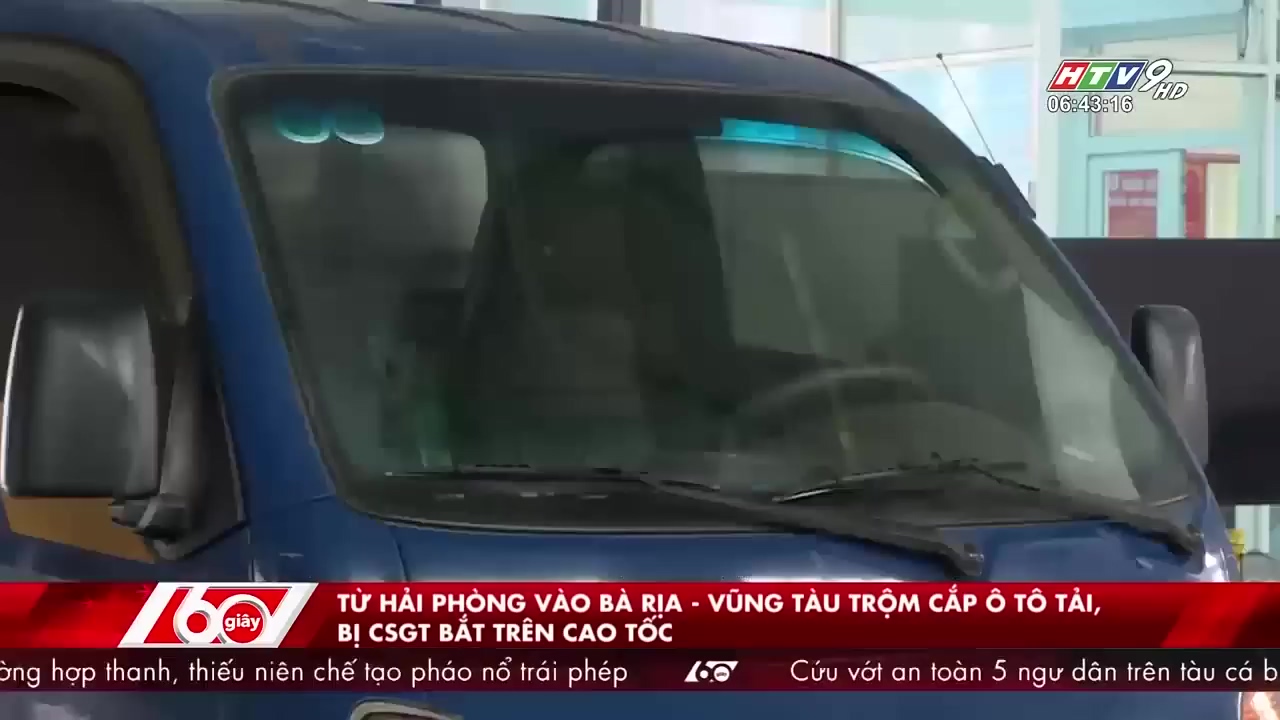 HTV9 HD
06:43:16
60 giây
TỪ HẢI PHÒNG VÀO BÀ RỊA - VŨNG TÀU TRỘM CẮP Ô TÔ TẢI,
BỊ CSGT BẮT TRÊN CAO TỐC
hợp thanh, thiếu niên chế tạo pháo nổ trái phép 60 giây Cứu vớt an toàn 5 ngư dân trên tàu cá